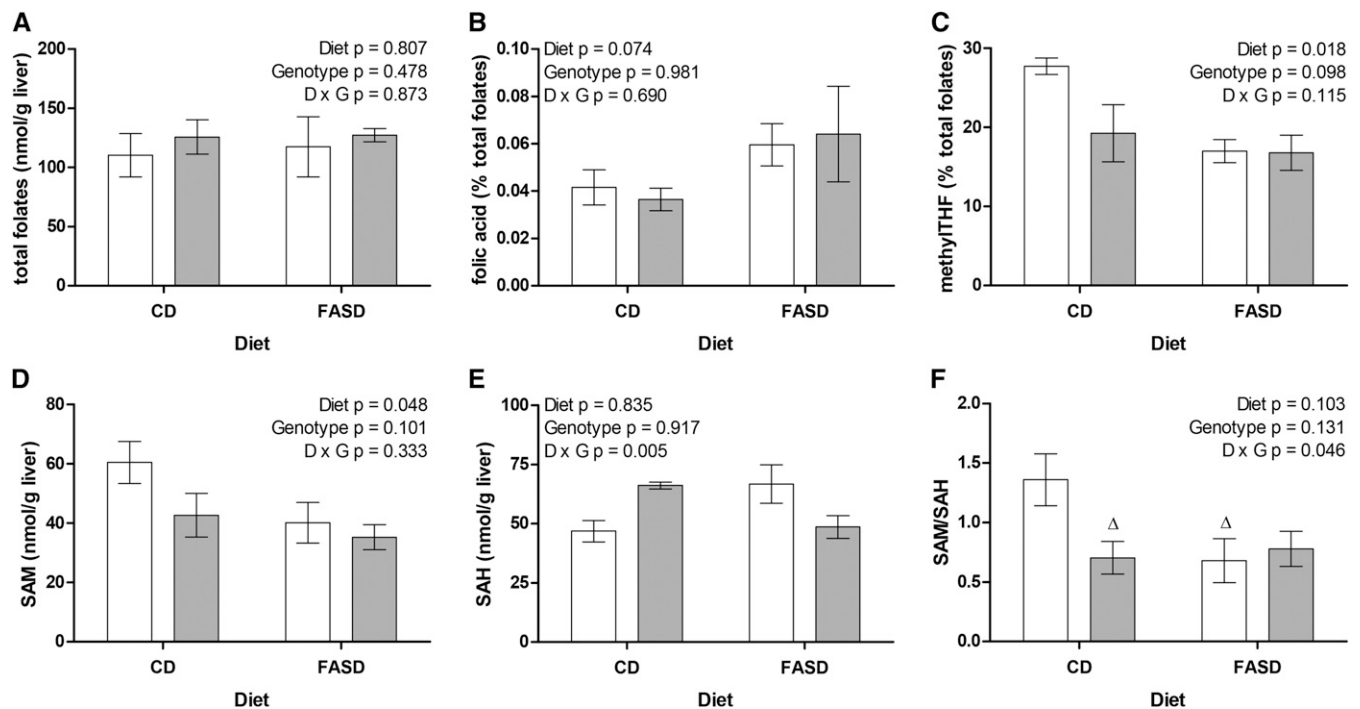 A
total folates (nmol/g liver)
200
150
100
50
0
Diet p = 0.807
Genotype p = 0.478
D x G p = 0.873
CD
FASD
Diet
B
folic acid (% total folates)
0.10
0.08
0.06
0.04
0.02
0.00
Diet p = 0.074
Genotype p = 0.981
D x G p = 0.690
CD
FASD
Diet
C
methylTHF (% total folates)
30
20
10
0
Diet p = 0.018
Genotype p = 0.098
D x G p = 0.115
CD
FASD
Diet
D
SAM (nmol/g liver)
80
60
40
20
0
Diet p = 0.048
Genotype p = 0.101
D x G p = 0.333
CD
FASD
Diet
E
SAH (nmol/g liver)
100
75
50
25
0
Diet p = 0.835
Genotype p = 0.917
D x G p = 0.005
CD
FASD
Diet
F
SAM/SAH
2.0
1.5
1.0
0.5
0.0
Diet p = 0.103
Genotype p = 0.131
D x G p = 0.046
Δ
Δ
CD
FASD
Diet